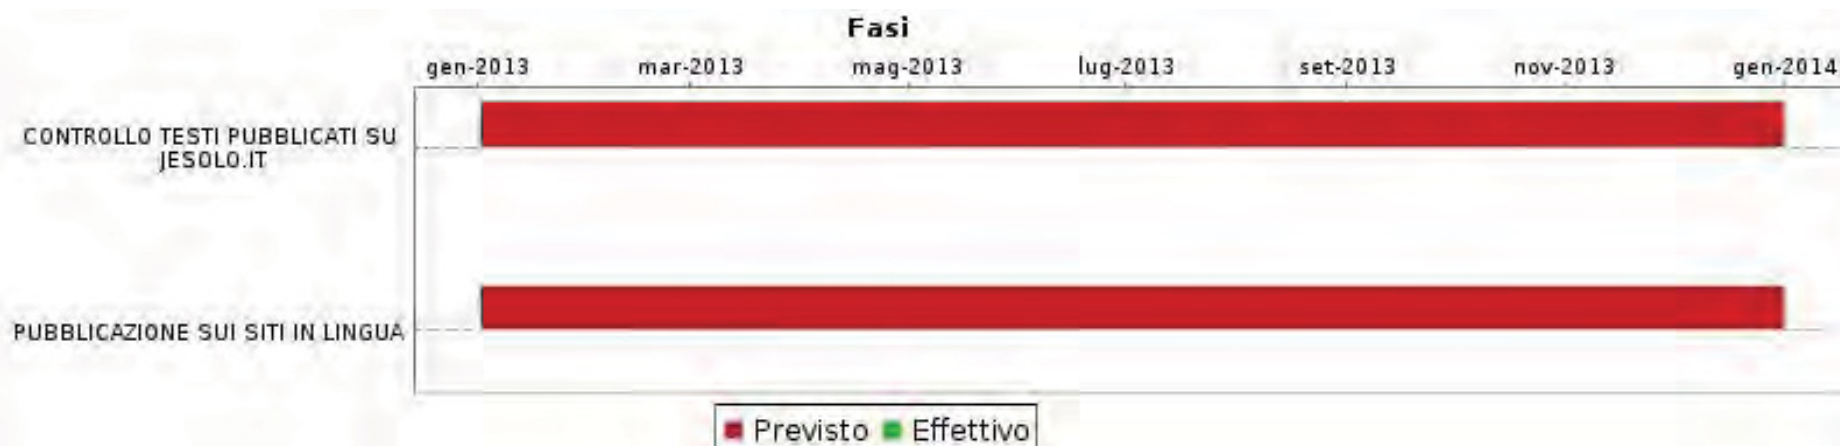 Fasi
gen-2013 mar-2013 mag-2013 lug-2013 set-2013 nov-2013 gen-2014
CONTROLLO TESTI PUBBLICATI SU
JESOLO.IT
PUBBLICAZIONE SUI SITI IN LINGUA
Previsto Effettivo